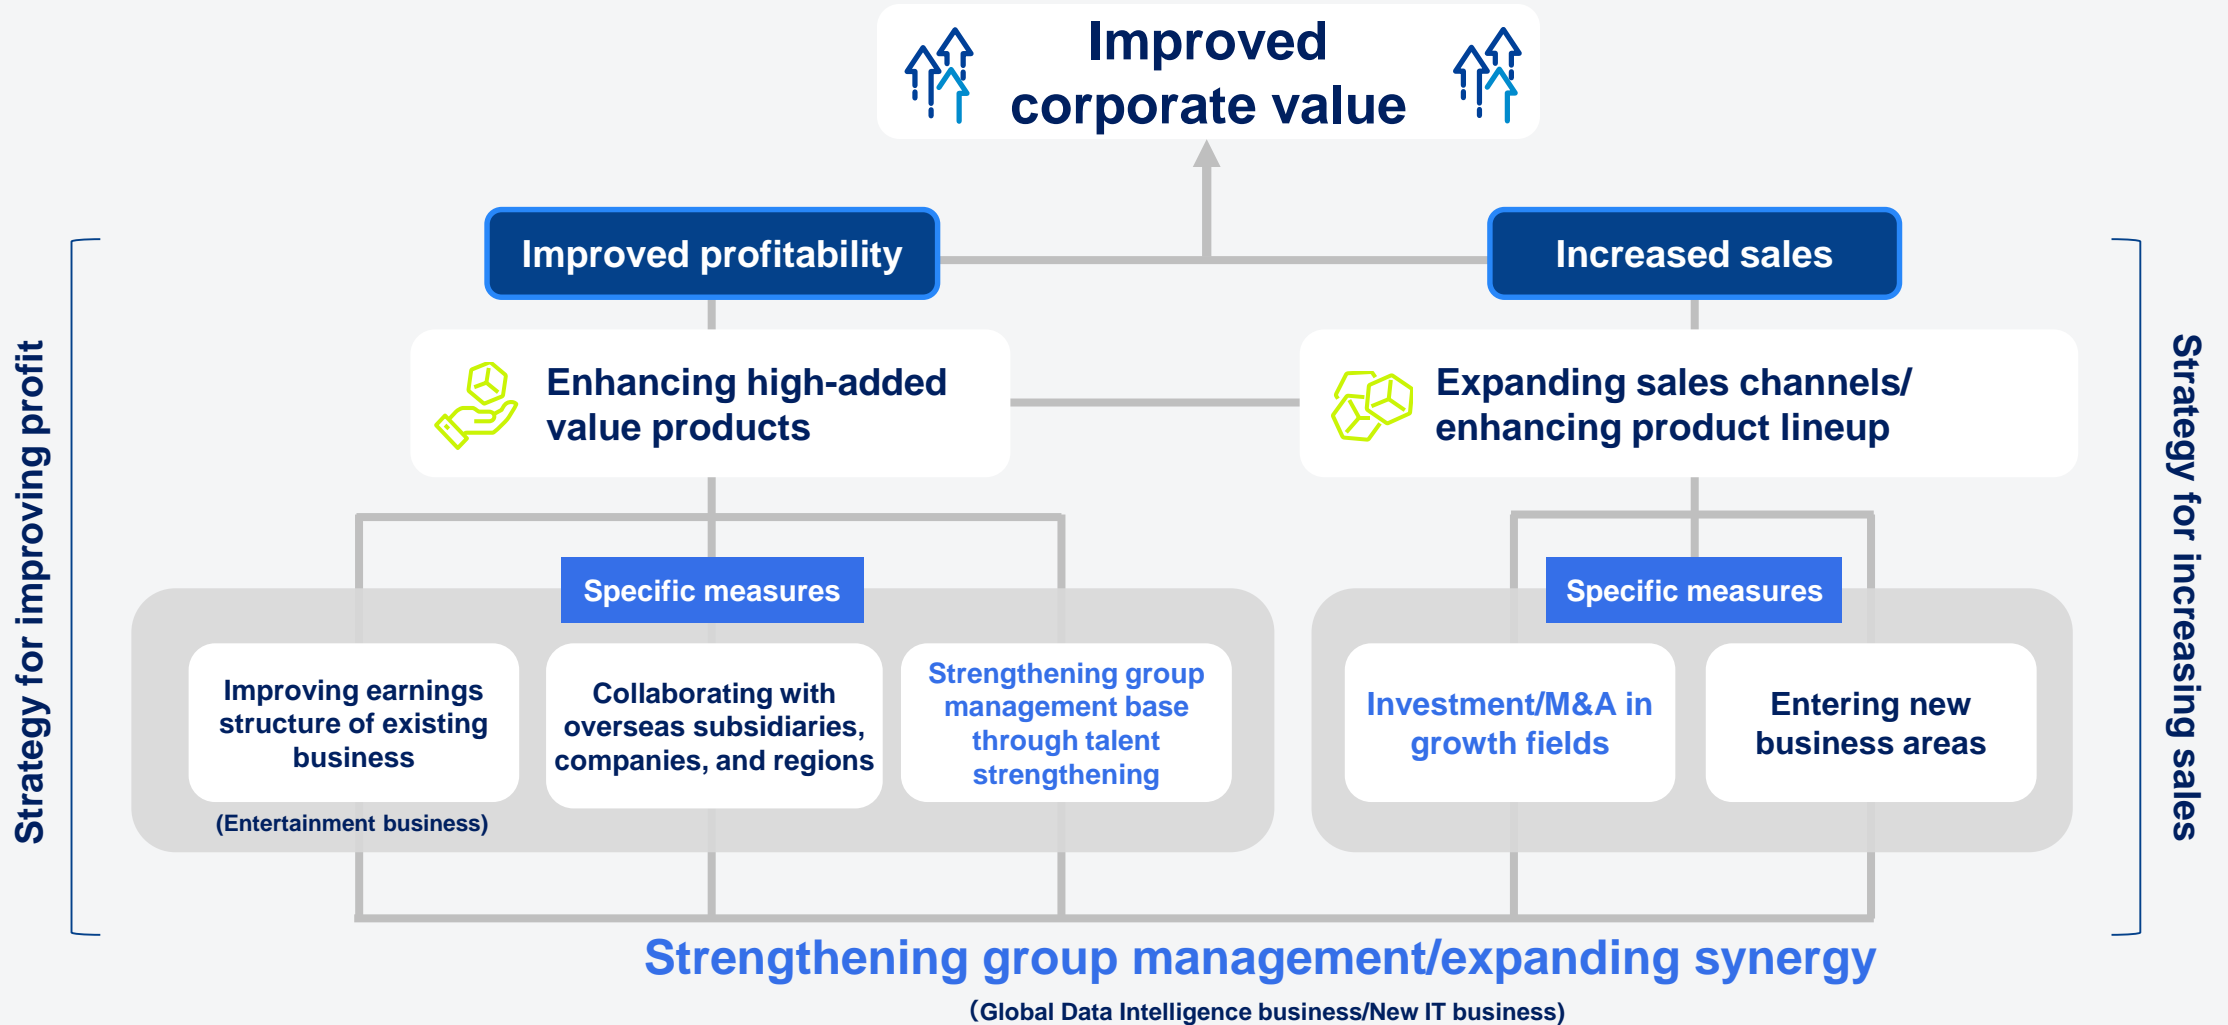 Improved
corporate value
Improved profitability
Increased sales
Strategy for improving profit
Enhancing high-added
value products
Expanding sales channels/
enhancing product lineup
Strategy for increasing sales
Specific measures
Specific measures
Improving earnings
structure of existing
business
(Entertainment business)
Collaborating with
overseas subsidiaries,
companies, and regions
Strengthening group
management base
through talent
strengthening
Investment/M&A in
growth fields
Entering new
business areas
Strengthening group management/expanding synergy
（Global Data Intelligence business/New IT business)